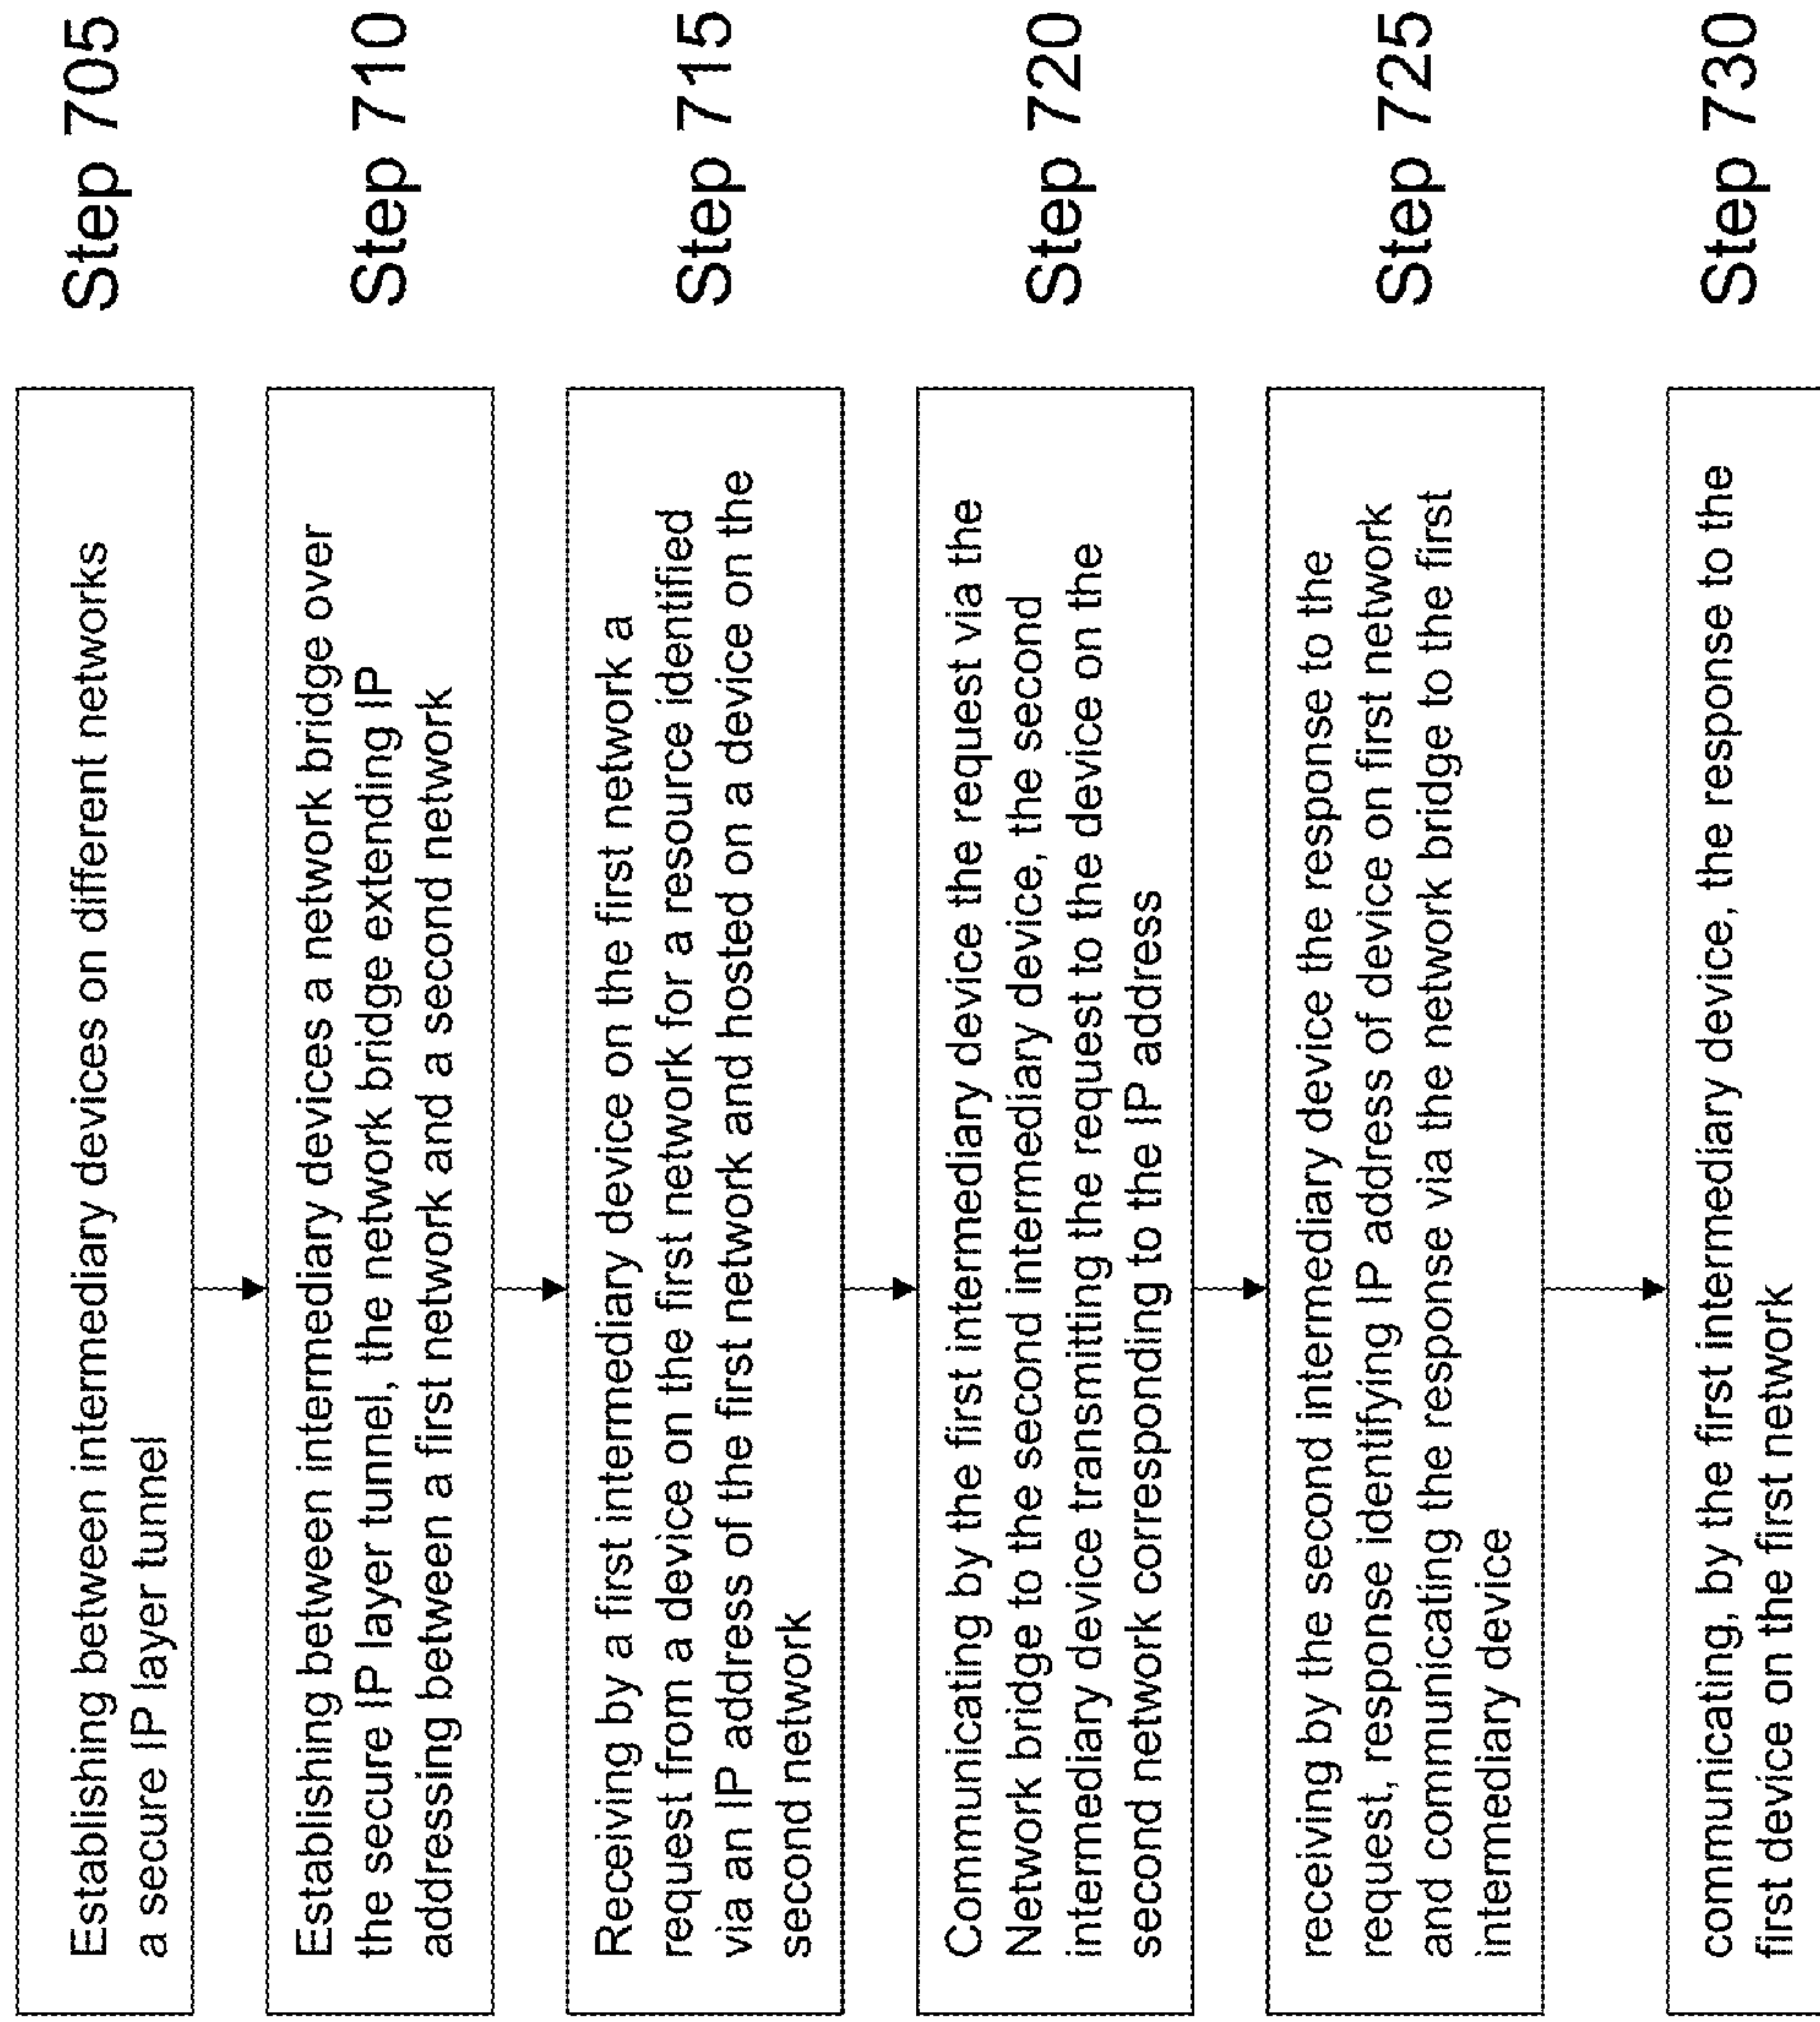 Establishing between intermediary devices on different networks
a secure IP layer tunnel
Step 705
Establishing between intermediary devices a network bridge over
the secure IP layer tunnel, the network bridge extending IP
addressing between a first network and a second network
Step 710
Receiving by a first intermediary device on the first network a
request from a device on the first network for a resource identified
via an IP address of the first network and hosted on a device on the
second network
Step 715
Communicating by the first intermediary device the request via the
Network bridge to the second intermediary device, the second
intermediary device transmitting the request to the device on the
second network corresponding to the IP address
Step 720
receiving by the second intermediary device the response to the
request, response identifying IP address of device on first network
and communicating the response via the network bridge to the first
intermediary device
Step 725
communicating, by the first intermediary device, the response to the
first device on the first network
Step 730